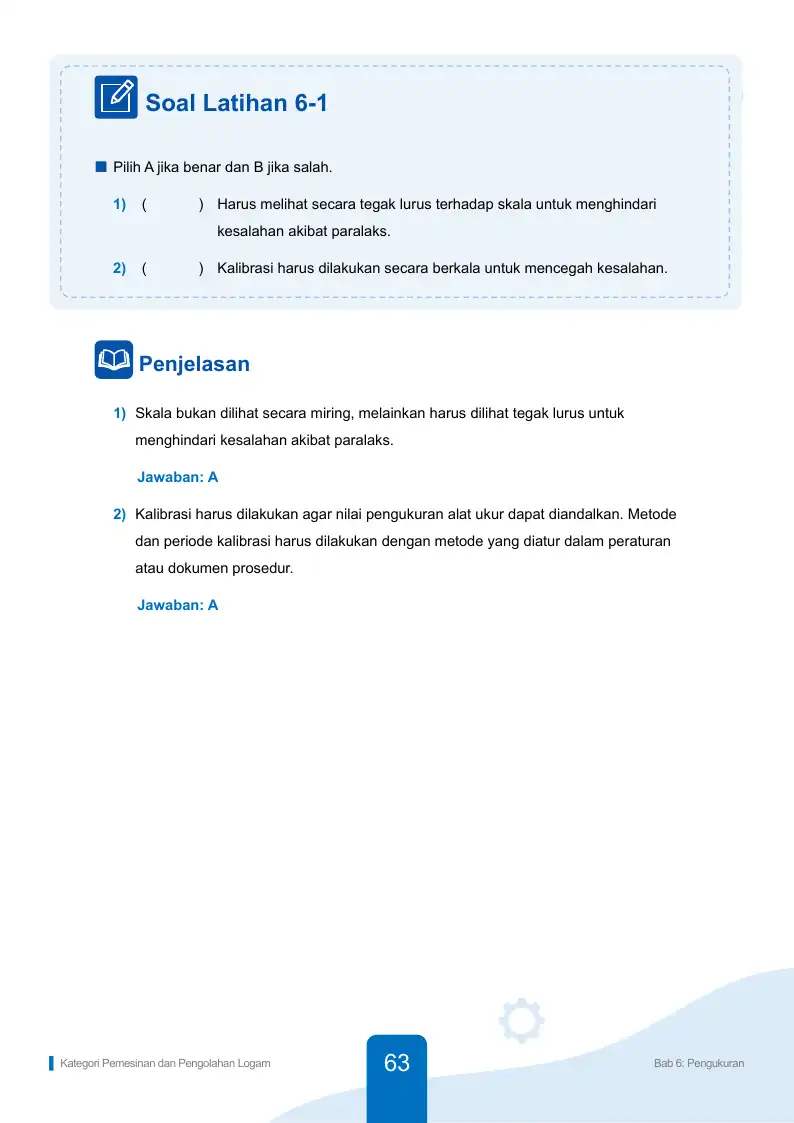 Soal Latihan 6-1
■ Pilih A jika benar dan B jika salah.
1) ( ) Harus melihat secara tegak lurus terhadap skala untuk menghindari
kesalahan akibat paralaks.
2) ( ) Kalibrasi harus dilakukan secara berkala untuk mencegah kesalahan.
Penjelasan
1) Skala bukan dilihat secara miring, melainkan harus dilihat tegak lurus untuk
menghindari kesalahan akibat paralaks.
Jawaban: A
2) Kalibrasi harus dilakukan agar nilai pengukuran alat ukur dapat diandalkan. Metode
dan periode kalibrasi harus dilakukan dengan metode yang diatur dalam peraturan
atau dokumen prosedur.
Jawaban: A
Kategori Pemesinan dan Pengolahan Logam
63
Bab 6: Pengukuran